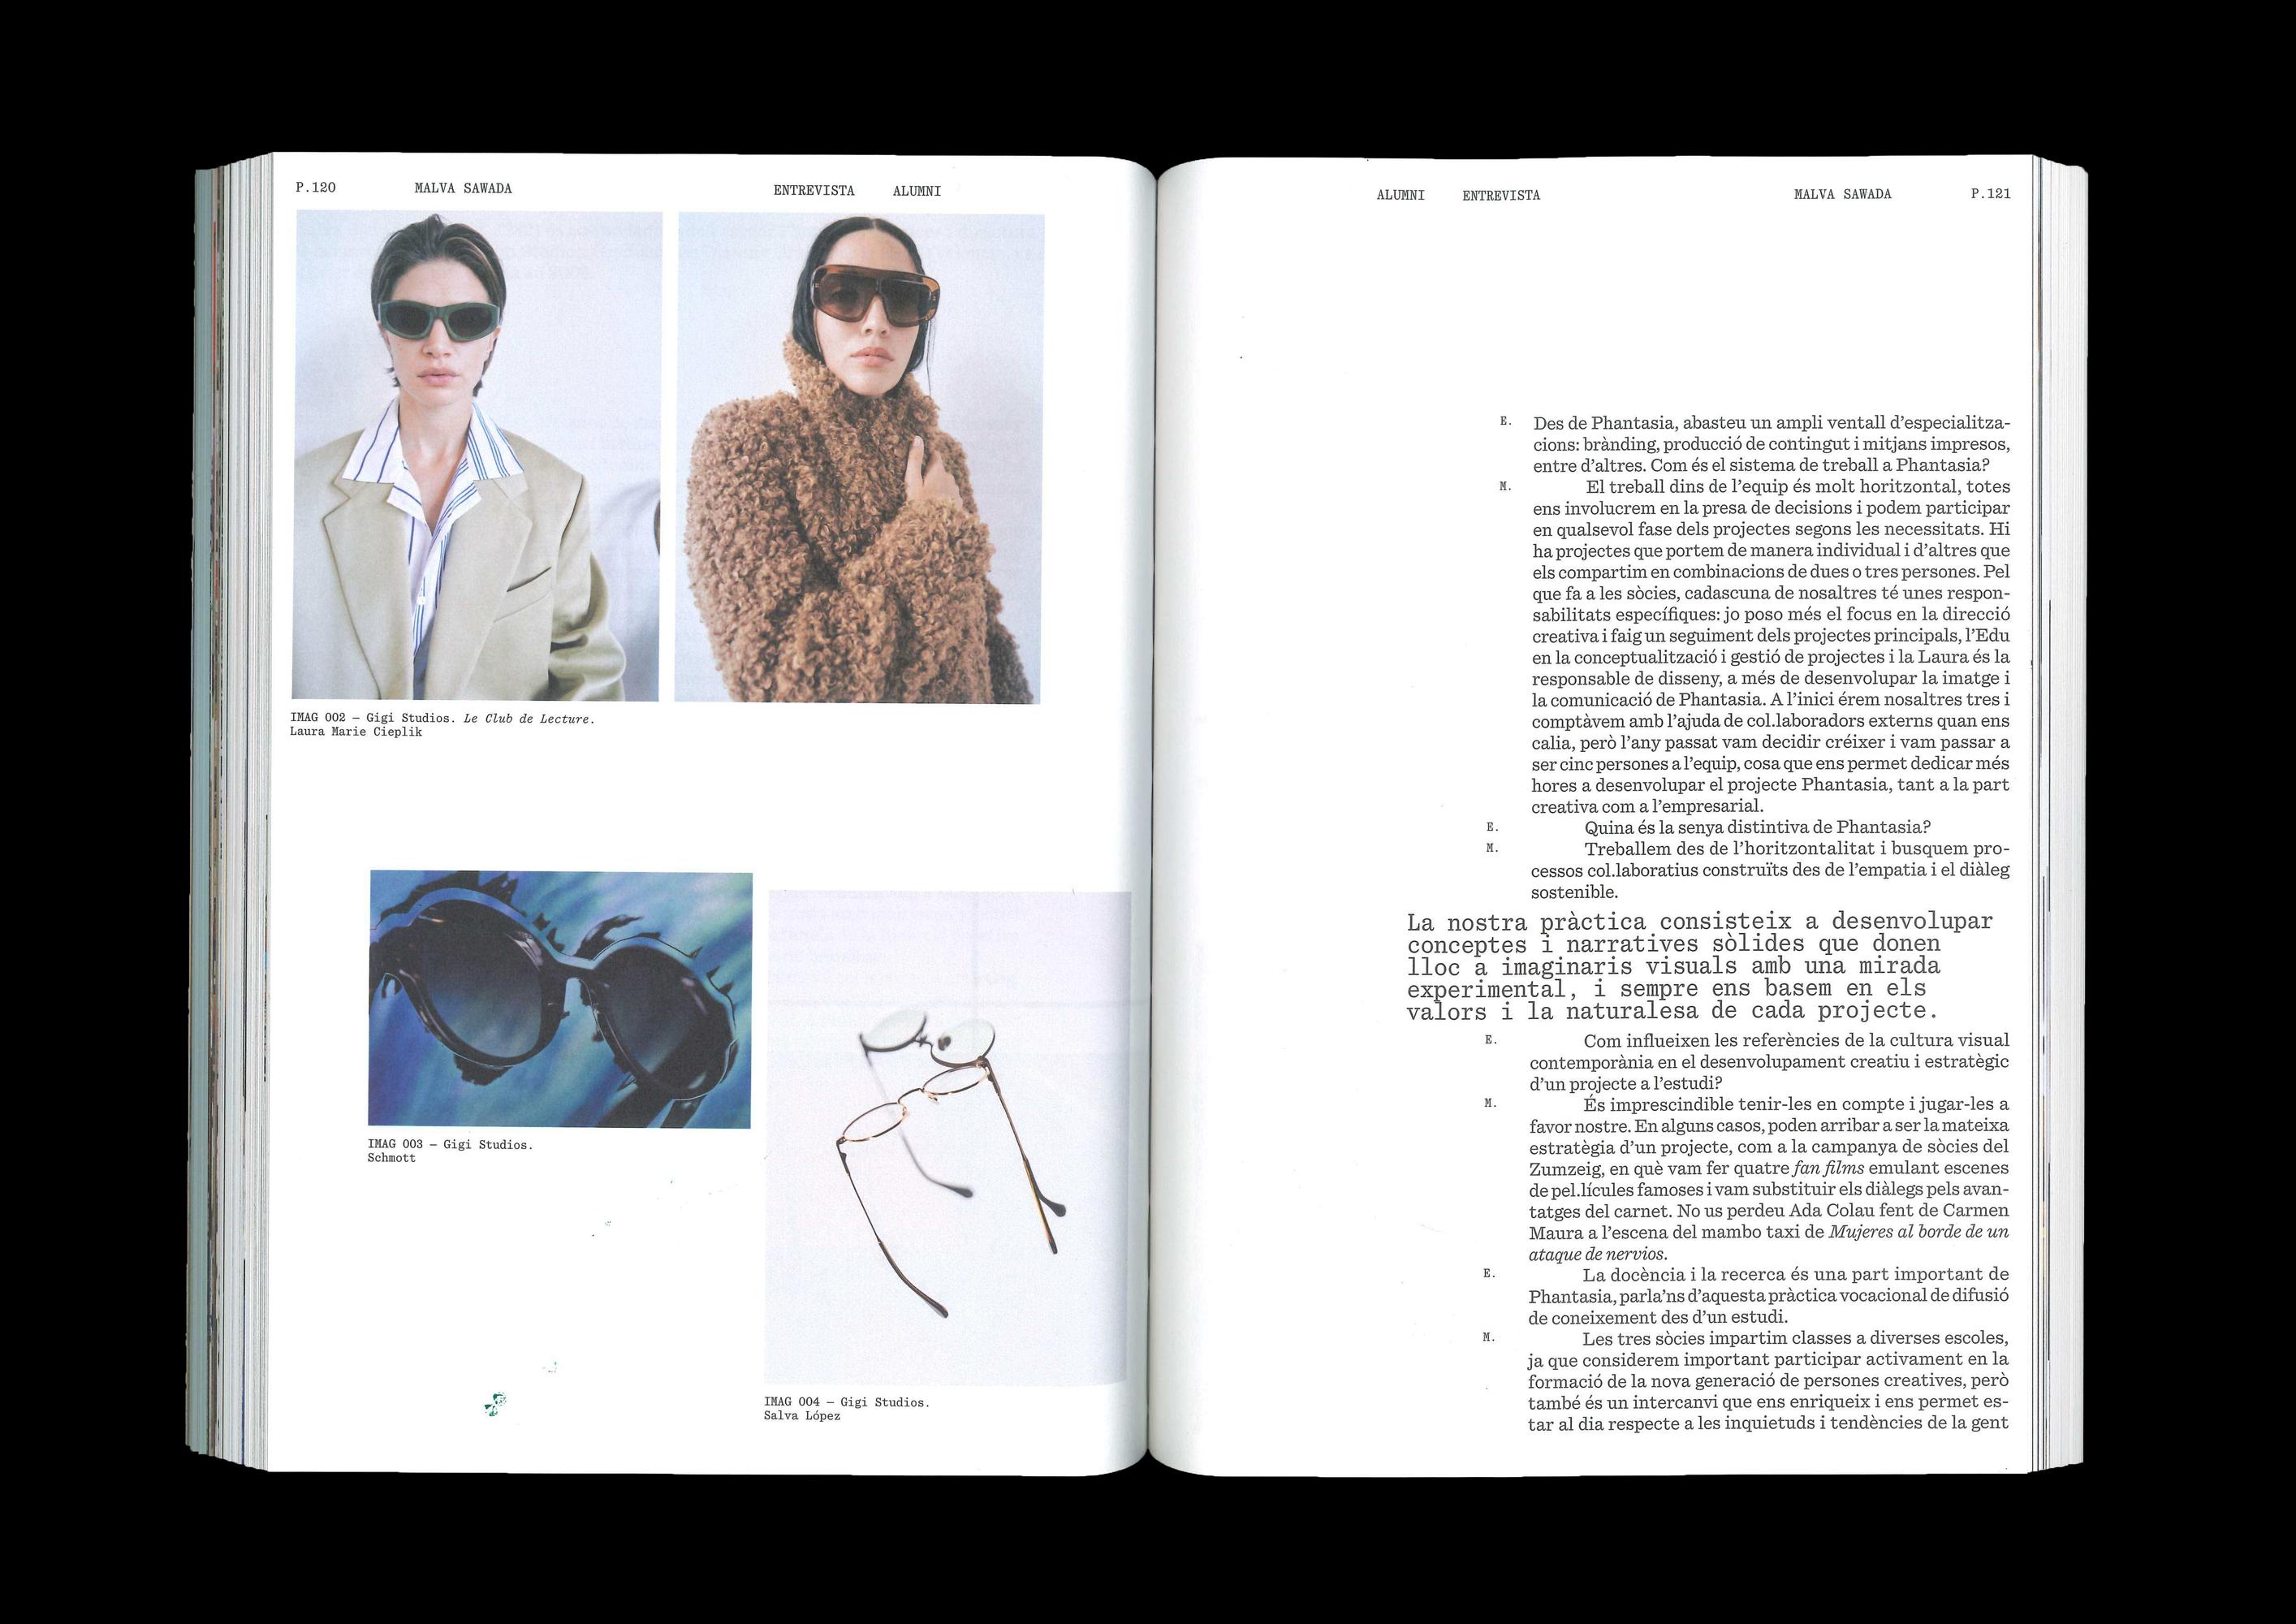 P.120 MALVA SAWADA ENTREVISTA ALUMNI
IMAG 002 — Gigi Studios. Le Club de Lecture.
Laura Marie Cieplik
IMAG 003 — Gigi Studios.
Schmott
IMAG 004 — Gigi Studios.
Salva López
ALUMNI ENTREVISTA MALVA SAWADA P.121
E. Des de Phantasia, abasteu un ampli ventall d’especialitza-
cions: brànding, producció de contingut i mitjans impresos,
entre d’altres. Com és el sistema de treball a Phantasia?
M. El treball dins de l’equip és molt horitzontal, totes
ens involucrem en la presa de decisions i podem participar
en qualsevol fase dels projectes segons les necessitats. Hi
ha projectes que portem de manera individual i d’altres que
els compartim en combinacions de dues o tres persones. Pel
que fa a les sòcies, cadascuna de nosaltres té unes respon-
sabilitats específiques: jo poso més el focus en la direcció
creativa i faig un seguiment dels projectes principals, l’Edu
en la conceptualització i gestió de projectes i la Laura és la
responsable de disseny, a més de desenvolupar la imatge i
la comunicació de Phantasia. A l’inici érem nosaltres tres i
comptàvem amb l’ajuda de col.laboradors externs quan ens
calia, però l’any passat vam decidir créixer i vam passar a
ser cinc persones a l’equip, cosa que ens permet dedicar més
hores a desenvolupar el projecte Phantasia, tant a la part
creativa com a l’empresarial.
E. Quina és la senya distintiva de Phantasia?
M. Treballem des de l’horitzontalitat i busquem pro-
cessos col.laboratius construïts des de l’empatia i el diàleg
sostenible.
La nostra pràctica consisteix a desenvolupar
conceptes i narratives sòlides que donen
lloc a imaginaris visuals amb una mirada
experimental, i sempre ens basem en els
valors i la naturalesa de cada projecte.
E. Com influeixen les referències de la cultura visual
contemporània en el desenvolupament creatiu i estratègic
d’un projecte a l’estudi?
M. És imprescindible tenir-les en compte i jugar-les a
favor nostre. En alguns casos, poden arribar a ser la mateixa
estratègia d’un projecte, com a la campanya de sòcies del
Zumzeig, en què vam fer quatre fan films emulant escenes
de pel.lícules famoses i vam substituir els diàlegs pels avan-
tatges del carnet. No us perdeu Ada Colau fent de Carmen
Maura a l’escena del mambo taxi de Mujeres al borde de un
ataque de nervios.
E. La docència i la recerca és una part important de
Phantasia, parla’ns d’aquesta pràctica vocacional de difusió
de coneixement des d’un estudi.
M. Les tres sòcies impartim classes a diverses escoles,
ja que considerem important participar activament en la
formació de la nova generació de persones creatives, però
també és un intercanvi que ens enriqueix i ens permet es-
tar al dia respecte a les inquietuds i tendències de la gent